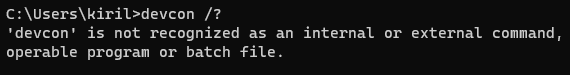 C:\Users\kiril>devcon /?
'devcon' is not recognized as an internal or external command,
operable program or batch file.